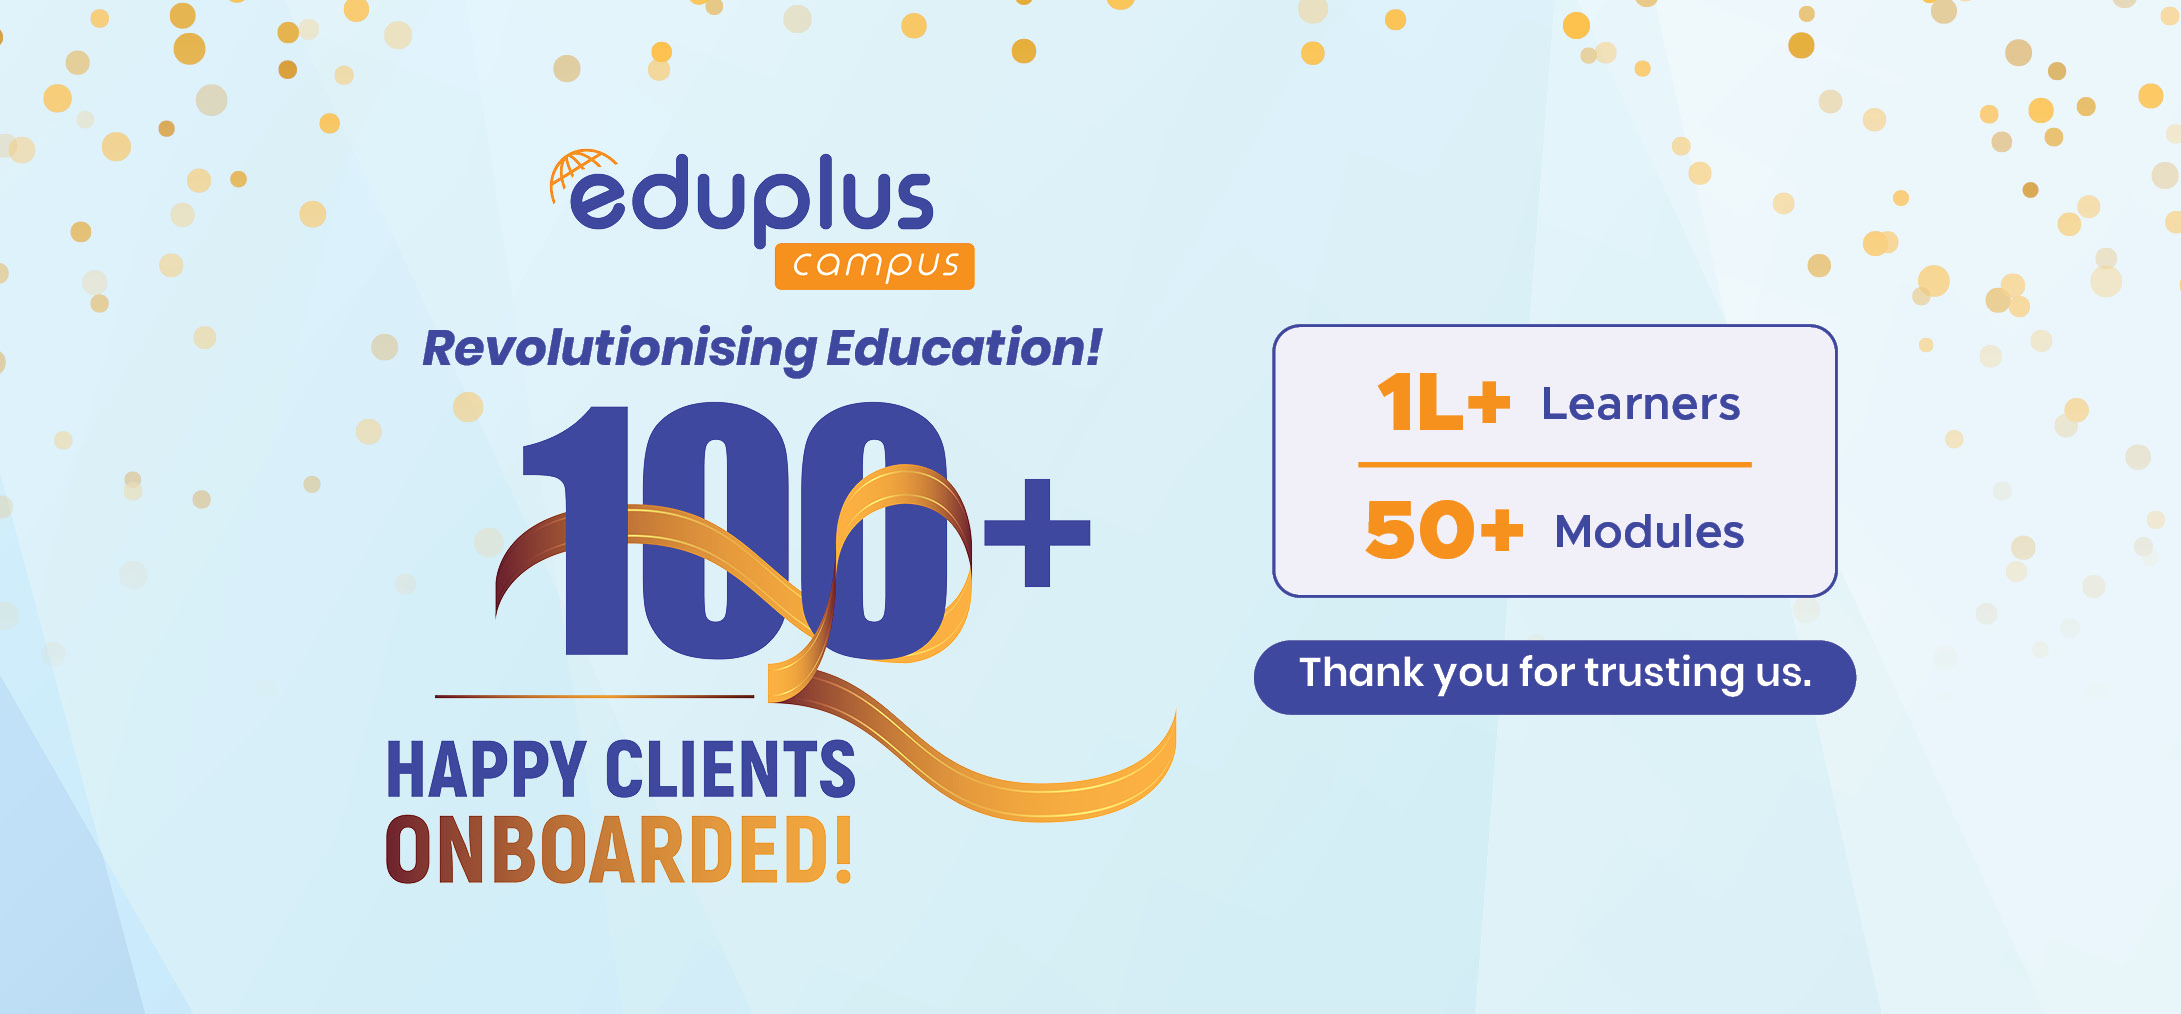 eduplus
campus
Revolutionising Education!
100+
HAPPY CLIENTS
ONBOARDED!
1L+ Learners
50+ Modules
Thank you for trusting us.